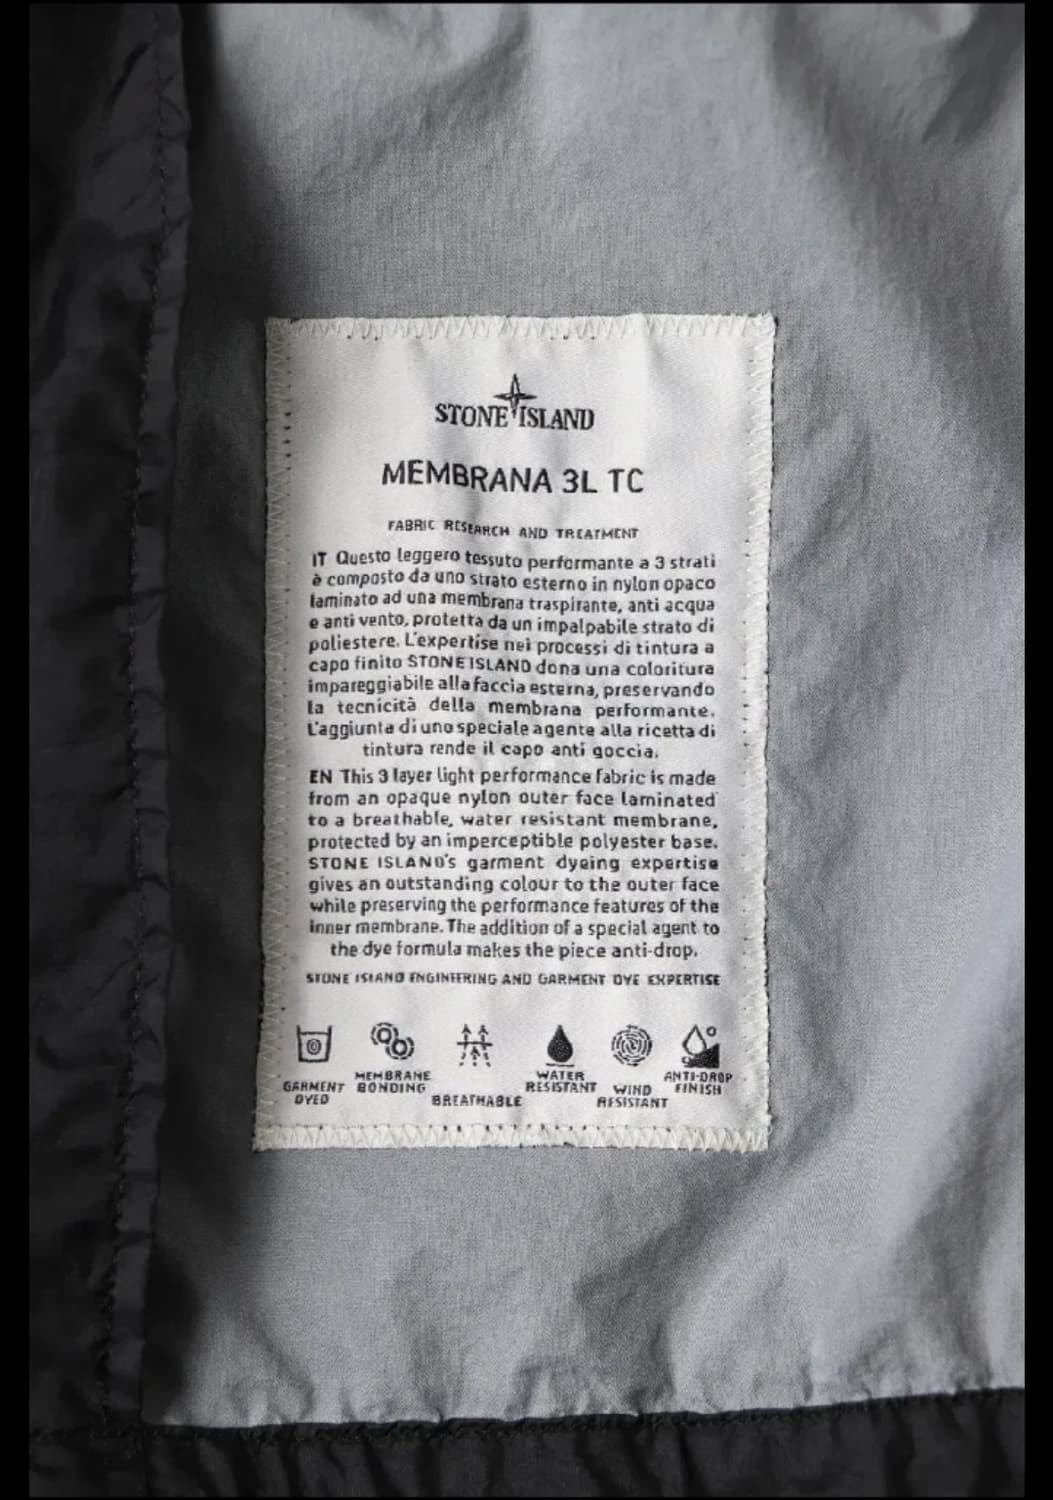 STONE ISLAND
MEMBRANA 3L TC
FABRIC RESEARCH AND TREATMENT
IT Questo leggero tessuto performante a 3 strati
è composto da uno strato esterno in nylon opaco
laminato ad una membrana traspirante, anti acqua
e anti vento, protetta da un impalpabile strato di
poliestere. L'expertise nei processi di tintura a
capo finito STONE ISLAND dona una coloritura
impareggiabile alla faccia esterna, preservando
la tecnicità della membrana performante.
L'aggiunta di uno speciale agente alla ricetta di
tintura rende il capo anti goccia.
EN This 3 layer light performance fabric is made
from an opaque nylon outer face laminated
to a breathable, water resistant membrane,
protected by an imperceptible polyester base.
STONE ISLAND's garment dyeing expertise
gives an outstanding colour to the outer face
while preserving the performance features of the
inner membrane. The addition of a special agent to
the dye formula makes the piece anti-drop.
STONE ISLAND ENGINEERING AND GARMENT DYE EXPERTISE
GARMENT
DYED
MEMBRANE
BONDING
BREATHABLE
WATER
RESISTANT
WIND
RESISTANT
ANTI-DROP
FINISH